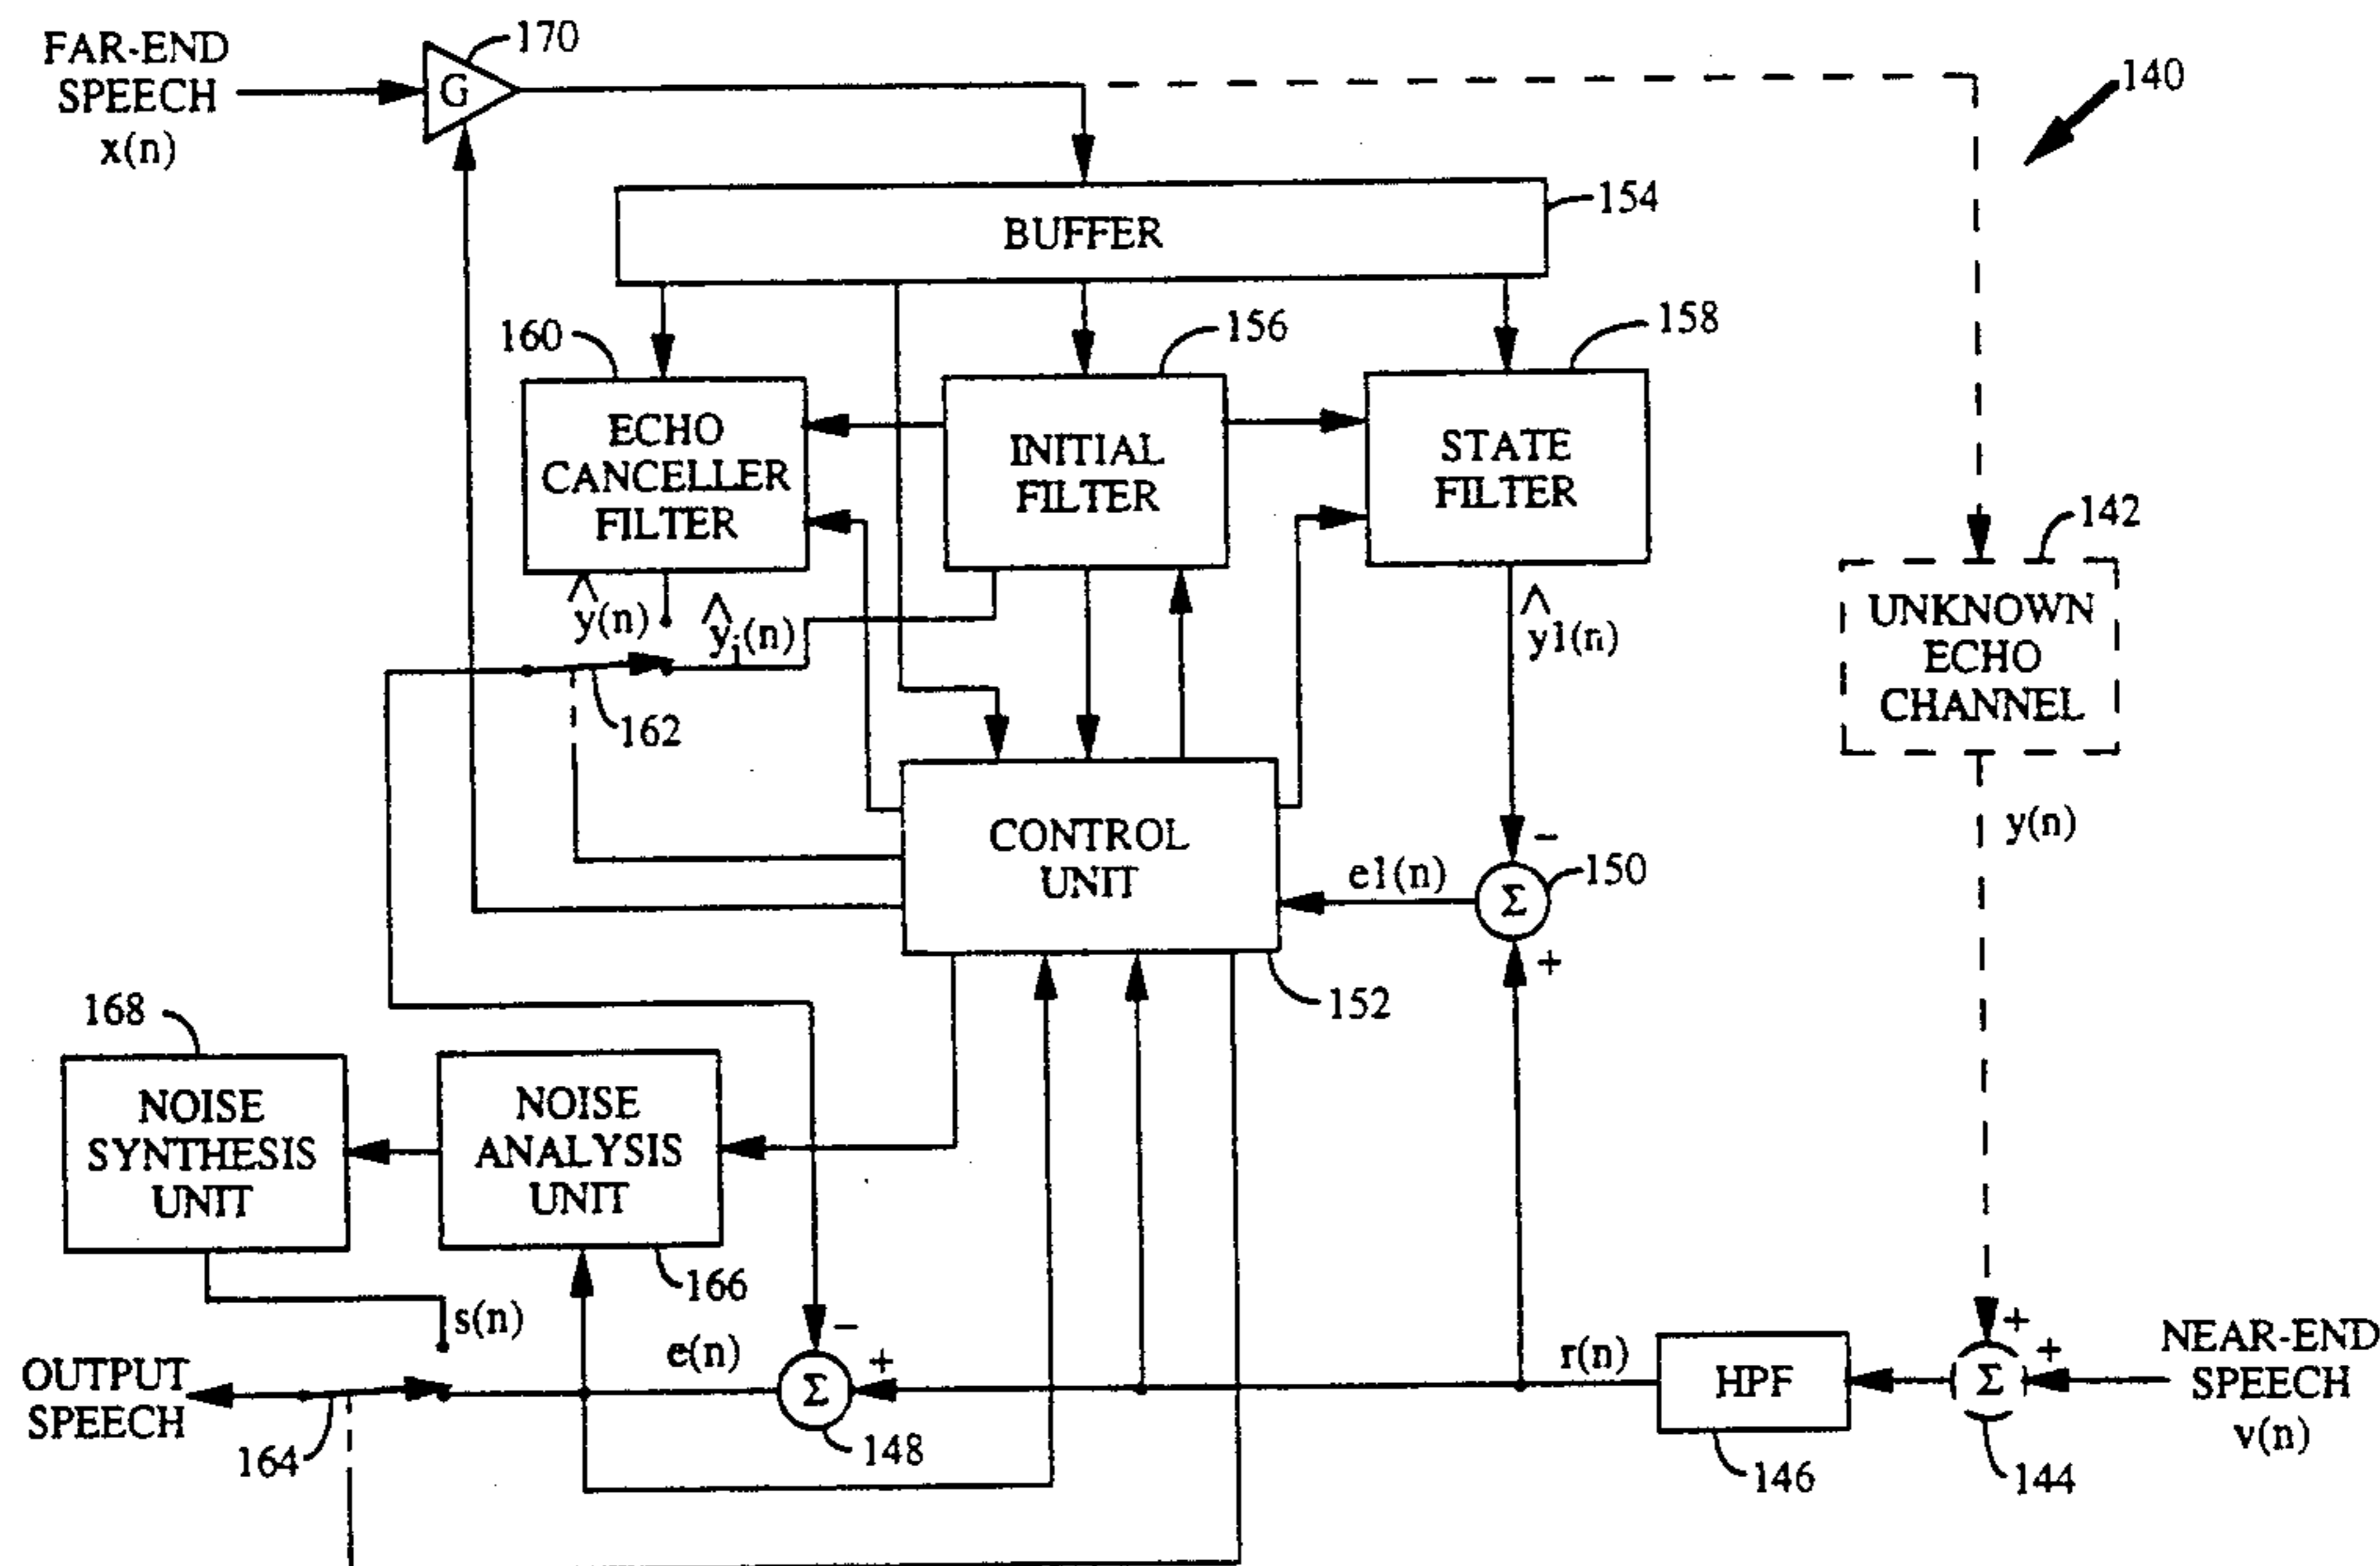 FAR-END
SPEECH
x(n)
G
170
140
BUFFER
154
160
156
158
ECHO
CANCELLER
FILTER
INITIAL
FILTER
STATE
FILTER
142
UNKNOWN
ECHO
CHANNEL
ŷ(n)
ŷi(n)
ŷ1(n)
162
CONTROL
UNIT
y(n)
-
e1(n)
Σ
150
+
152
168
NOISE
SYNTHESIS
UNIT
NOISE
ANALYSIS
UNIT
166
s(n)
e(n)
-
+
Σ
148
r(n)
HPF
146
+
+
Σ
144
NEAR-END
SPEECH
v(n)
OUTPUT
SPEECH
164